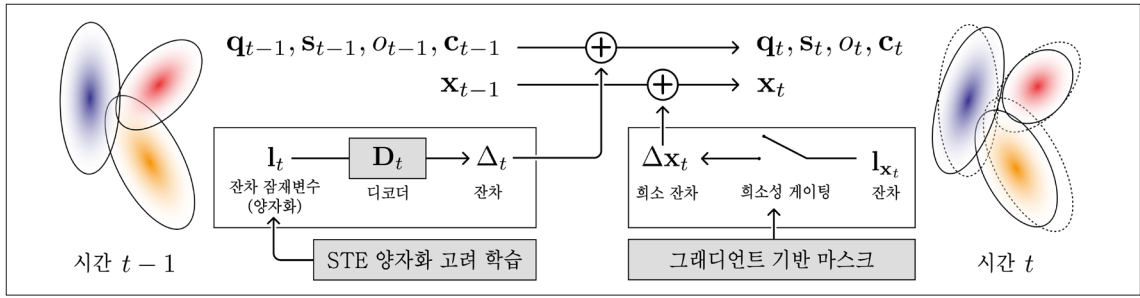 q_{t−1}, s_{t−1}, o_{t−1}, c_{t−1}
q_t, s_t, o_t, c_t
x_{t−1}
x_t
l_t
D_t
Δ_t
Δx_t
l_{x_t}
잔차 잠재변수
(양자화)
디코더
잔차
희소 잔차
희소성 게이팅
잔차
시간 t − 1
STE 양자화 고려 학습
그래디언트 기반 마스크
시간 t